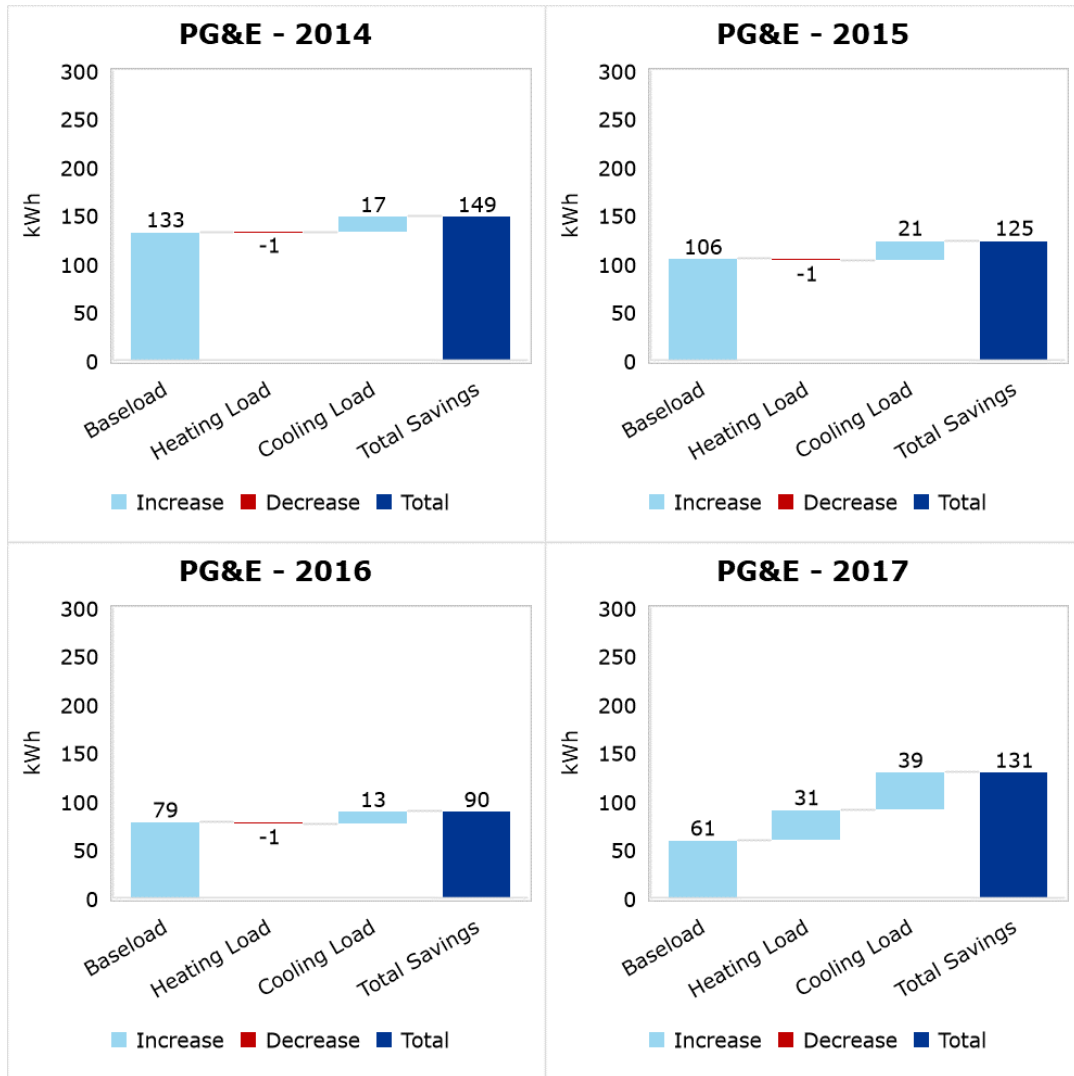 PG&E - 2014
300
250
200
150
100
50
0
kWh
133
-1
17
149
Baseload
Heating Load
Cooling Load
Total Savings
Increase Decrease Total
PG&E - 2015
300
250
200
150
100
50
0
kWh
106
-1
21
125
Baseload
Heating Load
Cooling Load
Total Savings
Increase Decrease Total
PG&E - 2016
300
250
200
150
100
50
0
kWh
79
-1
13
90
Baseload
Heating Load
Cooling Load
Total Savings
Increase Decrease Total
PG&E - 2017
300
250
200
150
100
50
0
kWh
61
31
39
131
Baseload
Heating Load
Cooling Load
Total Savings
Increase Decrease Total